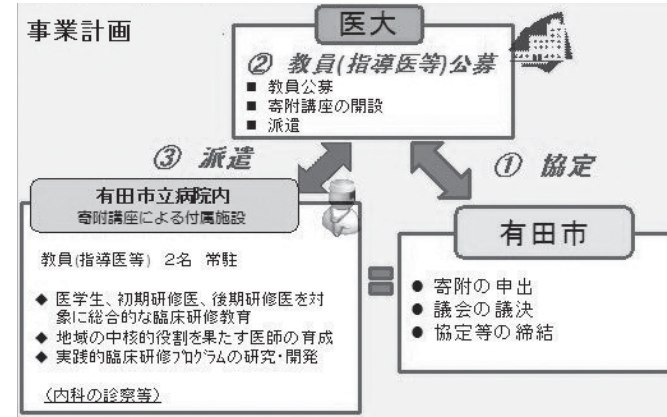 事業計画
医大
② 教員(指導医等)公募
■ 教員公募
■ 寄附講座の開設
■ 派遣
③ 派遣
① 協定
有田市立病院内
寄附講座による付属施設
教員(指導医等) 2名 常駐
◆ 医学生、初期研修医、後期研修医を対
象に総合的な臨床研修教育
◆ 地域の中核的役割を果たす医師の育成
◆ 実践的臨床研修プログラムの研究・開発
(内科の診察等)
=
有田市
● 寄附の申出
● 議会の議決
● 協定等の締結